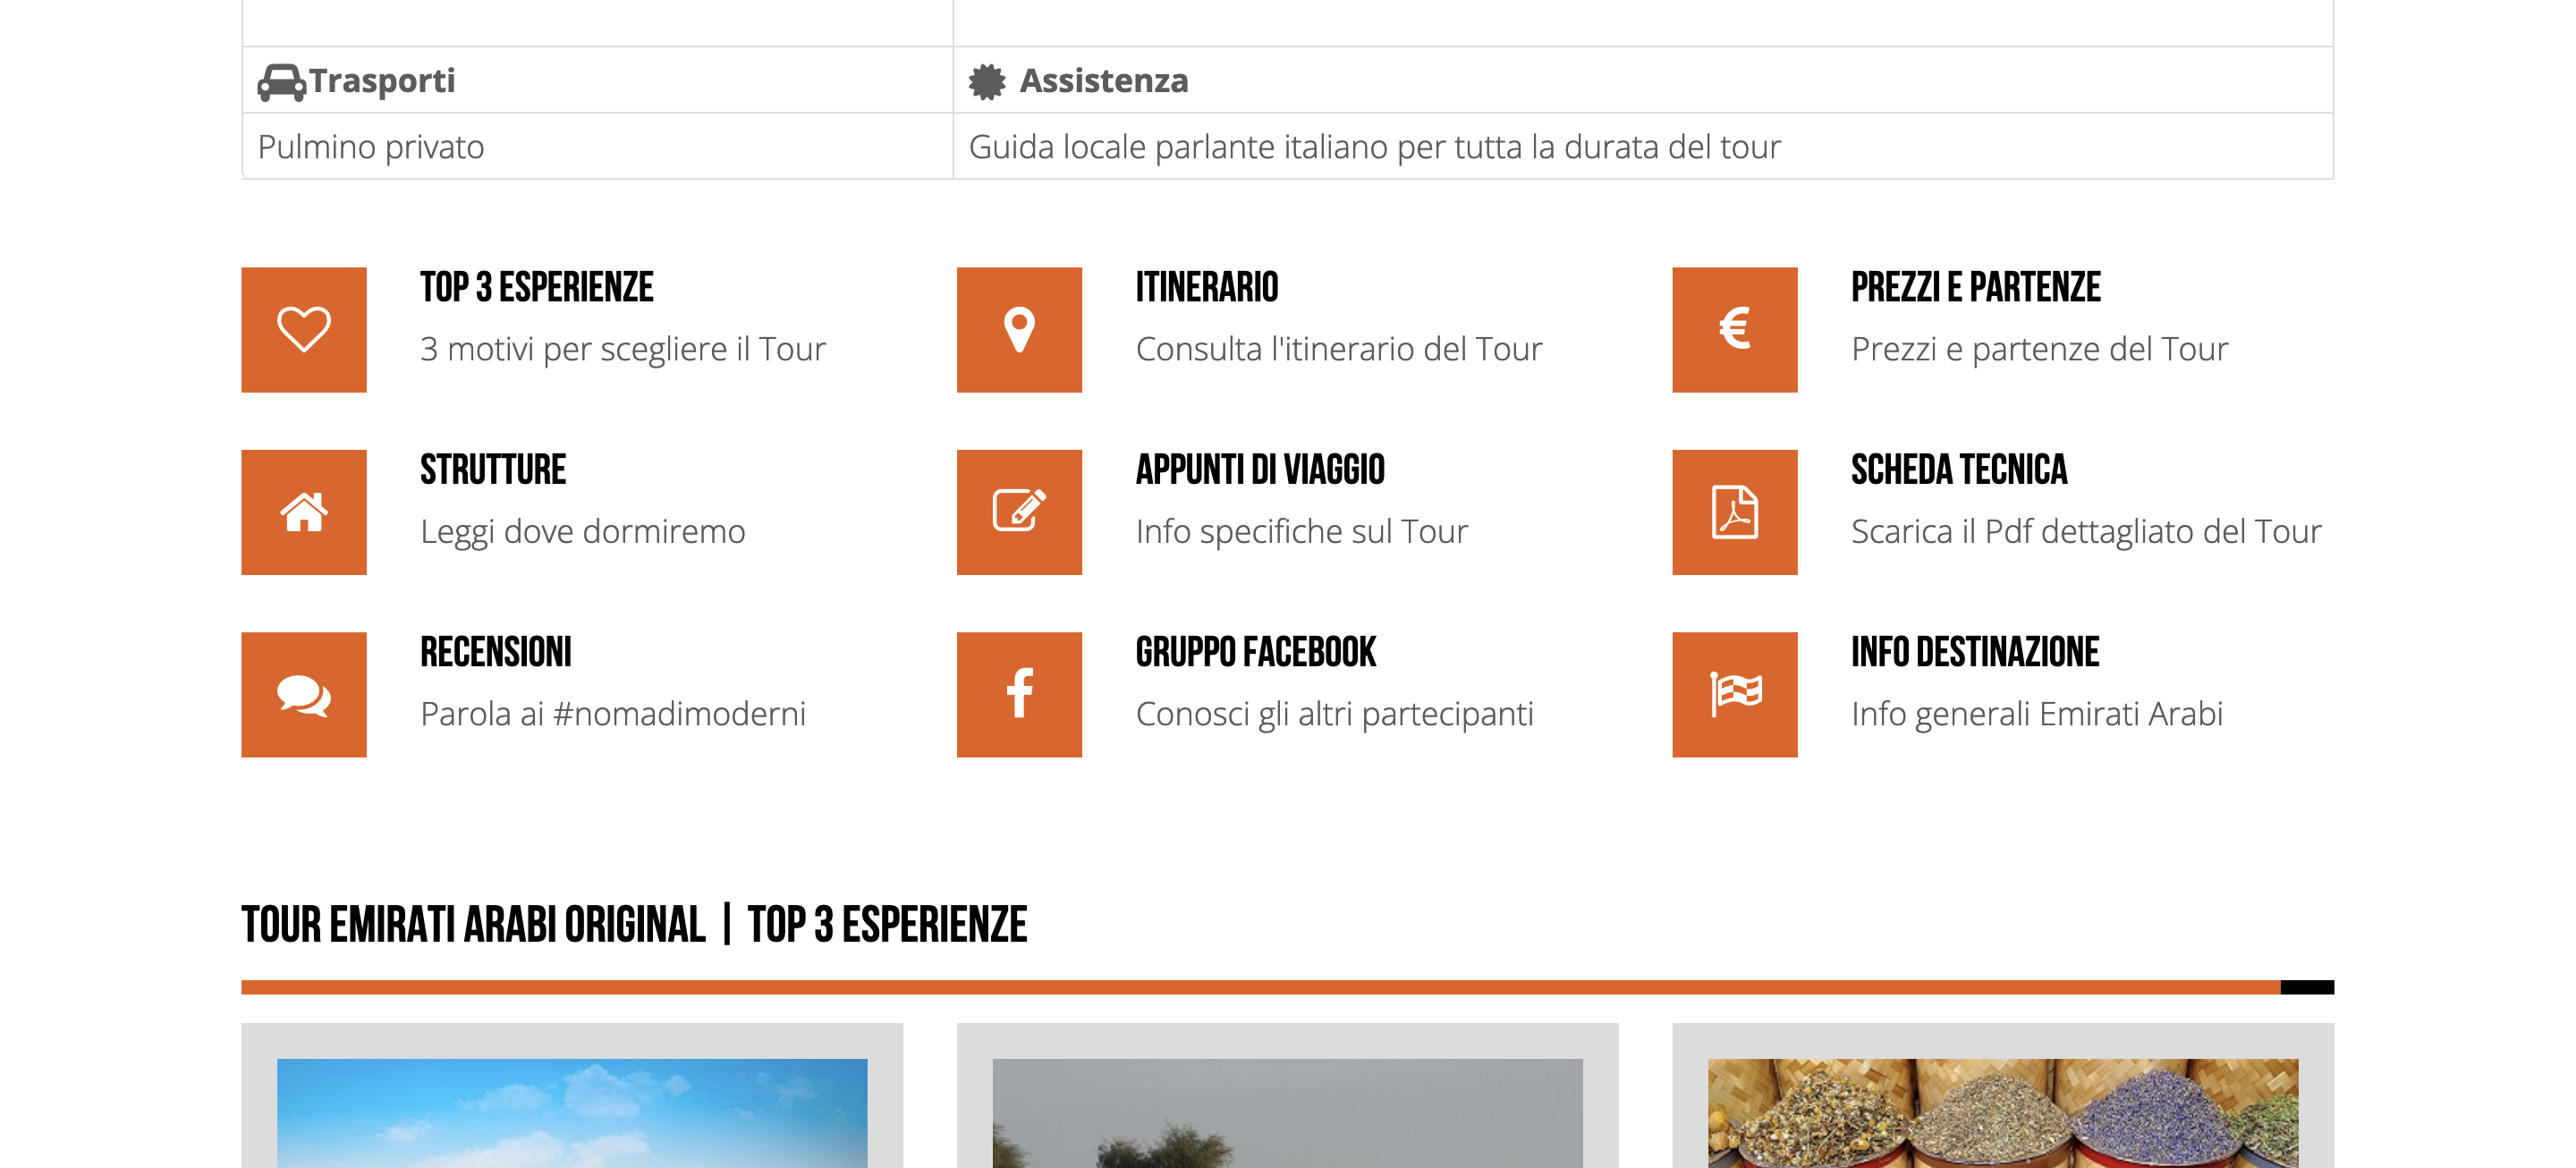 Trasporti
Assistenza
Pulmino privato
Guida locale parlante italiano per tutta la durata del tour
TOP 3 ESPERIENZE
3 motivi per scegliere il Tour
ITINERARIO
Consulta l'itinerario del Tour
PREZZI E PARTENZE
Prezzi e partenze del Tour
STRUTTURE
Leggi dove dormiremo
APPUNTI DI VIAGGIO
Info specifiche sul Tour
SCHEDA TECNICA
Scarica il Pdf dettagliato del Tour
RECENSIONI
Parola ai #nomadimoderni
GRUPPO FACEBOOK
Conosci gli altri partecipanti
INFO DESTINAZIONE
Info generali Emirati Arabi
TOUR EMIRATI ARABI ORIGINAL | TOP 3 ESPERIENZE